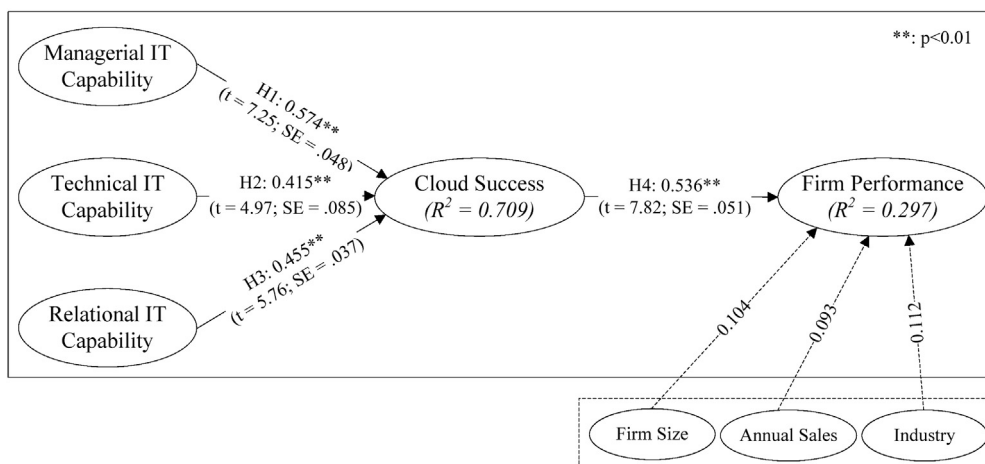 **: p<0.01
Managerial IT
Capability
H1: 0.574**
(t = 7.25; SE = .048)
Technical IT
Capability
H2: 0.415**
(t = 4.97; SE = .085)
Cloud Success
(R² = 0.709)
H4: 0.536**
(t = 7.82; SE = .051)
Firm Performance
(R² = 0.297)
H3: 0.455**
(t = 5.76; SE = .037)
Relational IT
Capability
0.104
0.093
0.112
Firm Size
Annual Sales
Industry